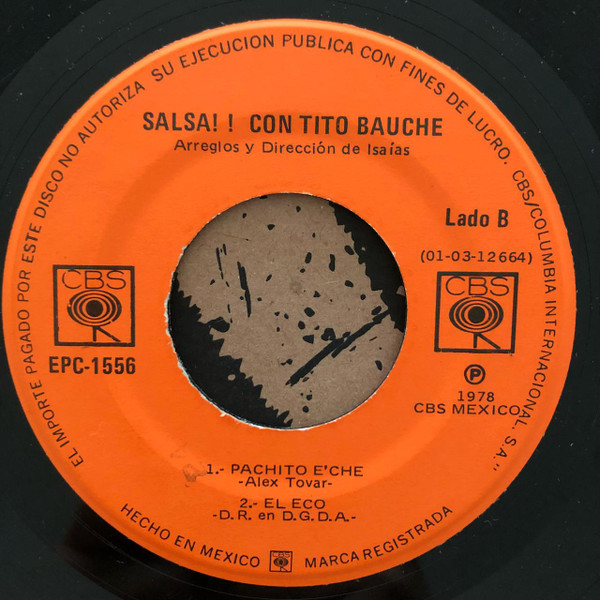 EL IMPORTE PAGADO POR ESTE DISCO NO AUTORIZA SU EJECUCION PUBLICA CON FINES DE LUCRO. CBS/COLUMBIA INTERNACIONAL, S.A."
SALSA! ! CON TITO BAUCHE
Arreglos y Dirección de Isaías
Lado B
(01-03-12664)
CBS
CBS
EPC-1556
Ⓟ
1978
CBS MEXICO
1.- PACHITO E'CHE
-Alex Tovar-
2.- EL ECO
-D.R. en D.G.D.A.-
HECHO EN MEXICO CBS MARCA REGISTRADA